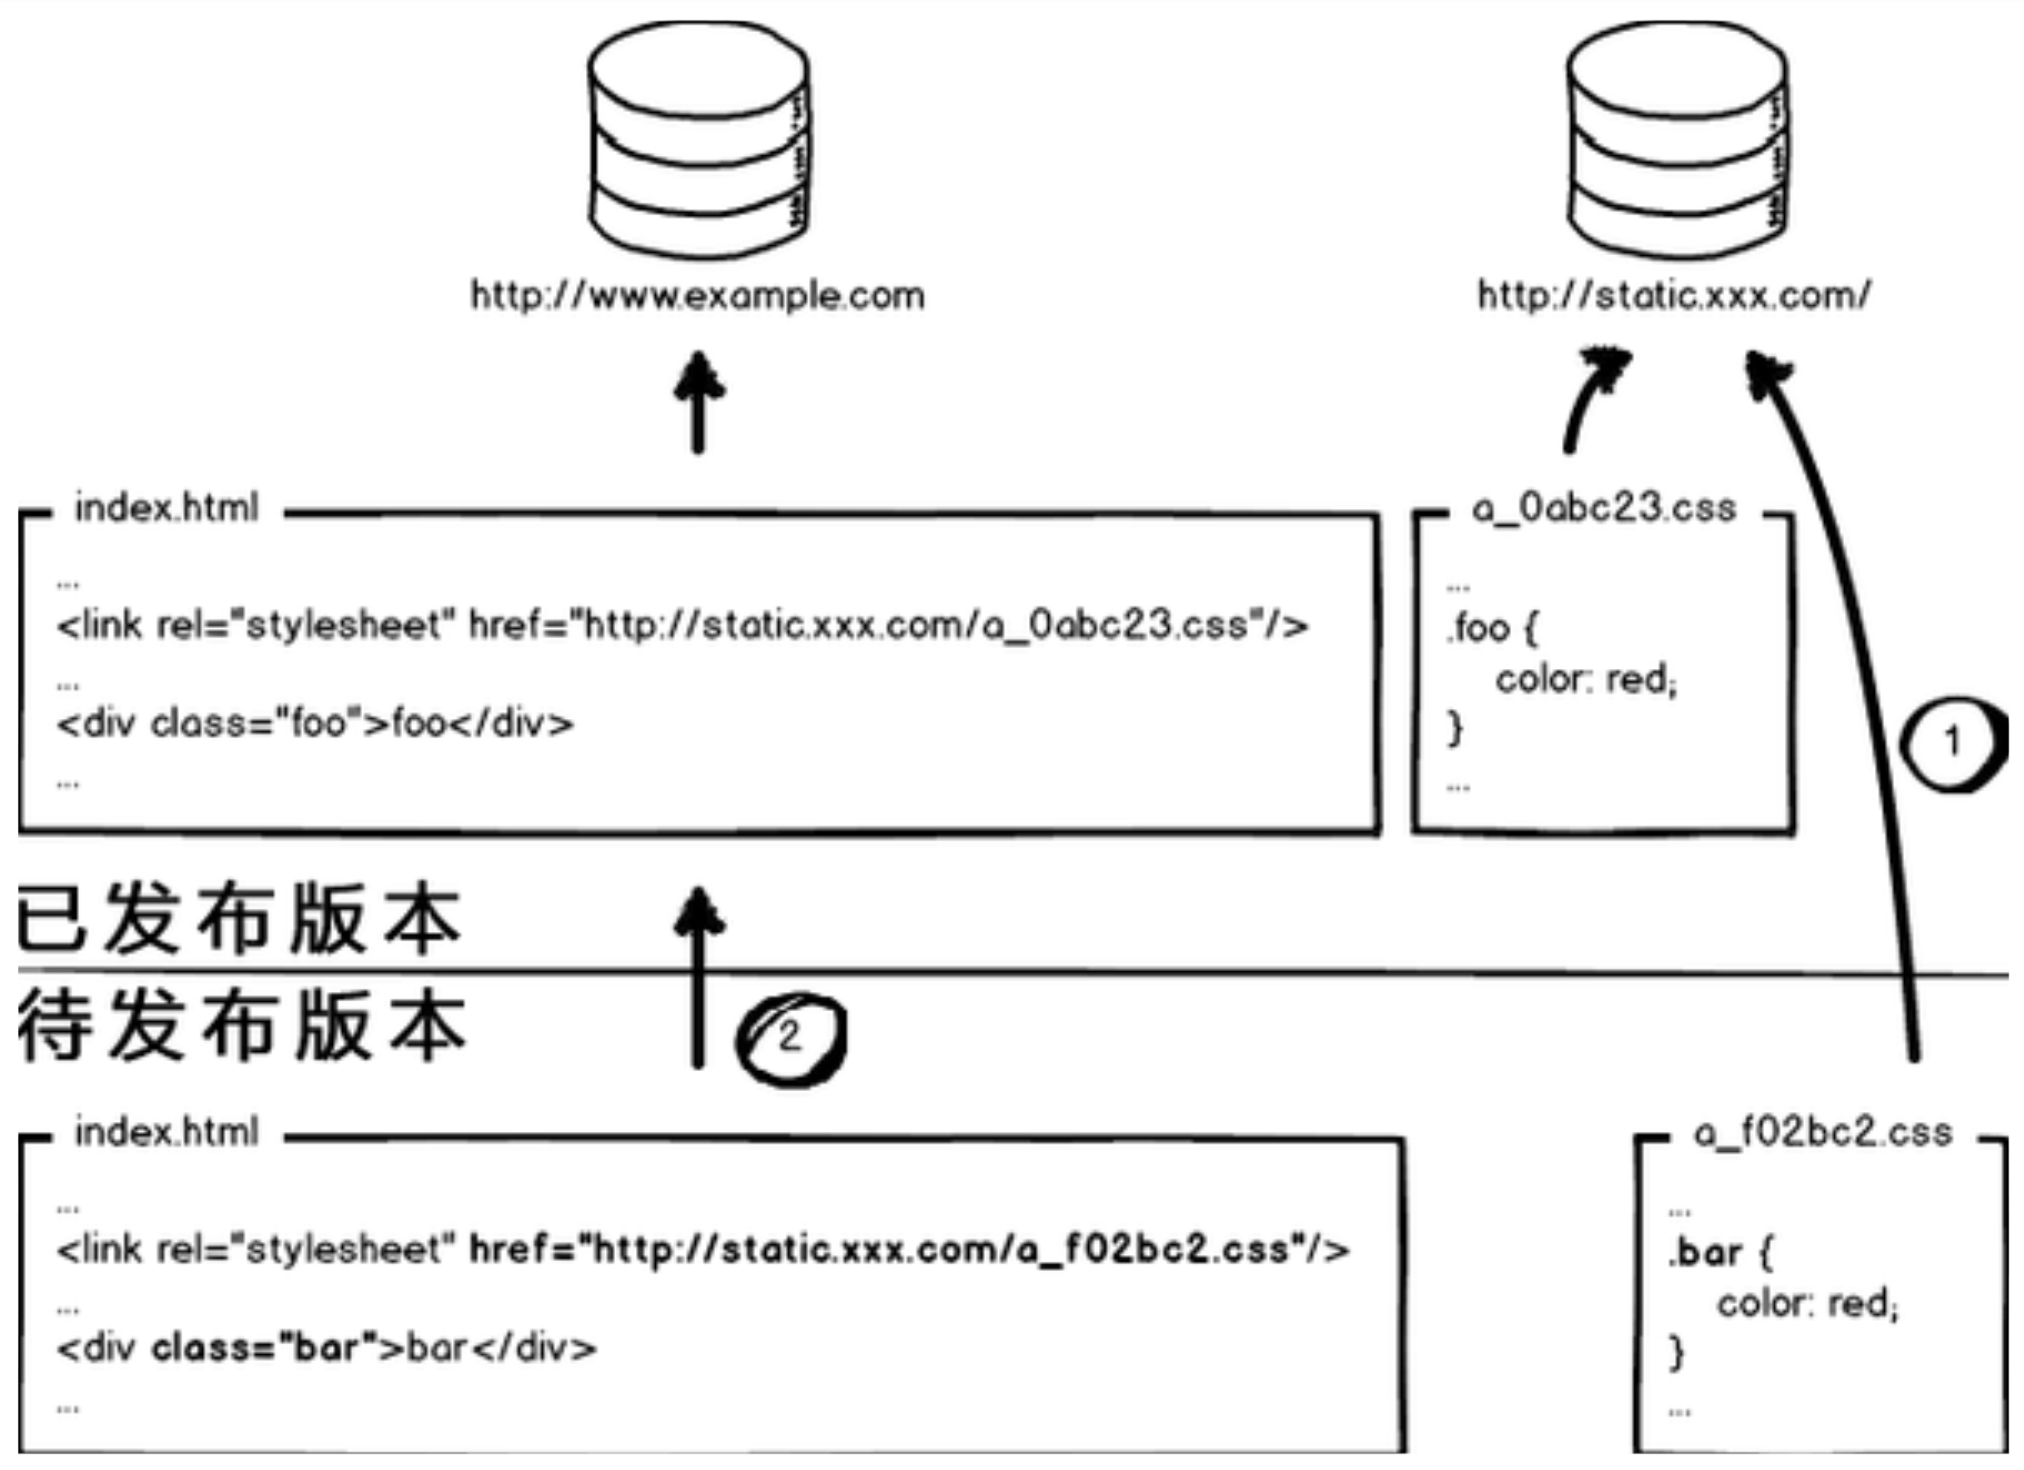 http://www.example.com
http://static.xxx.com/
index.html
...
<link rel="stylesheet" href="http://static.xxx.com/a_0abc23.css"/>
...
<div class="foo">foo</div>
...
a_0abc23.css
...
.foo {
color: red;
}
...
1
已发布版本
待发布版本
2
index.html
...
<link rel="stylesheet" href="http://static.xxx.com/a_f02bc2.css"/>
...
<div class="bar">bar</div>
...
a_f02bc2.css
...
.bar {
color: red;
}
...